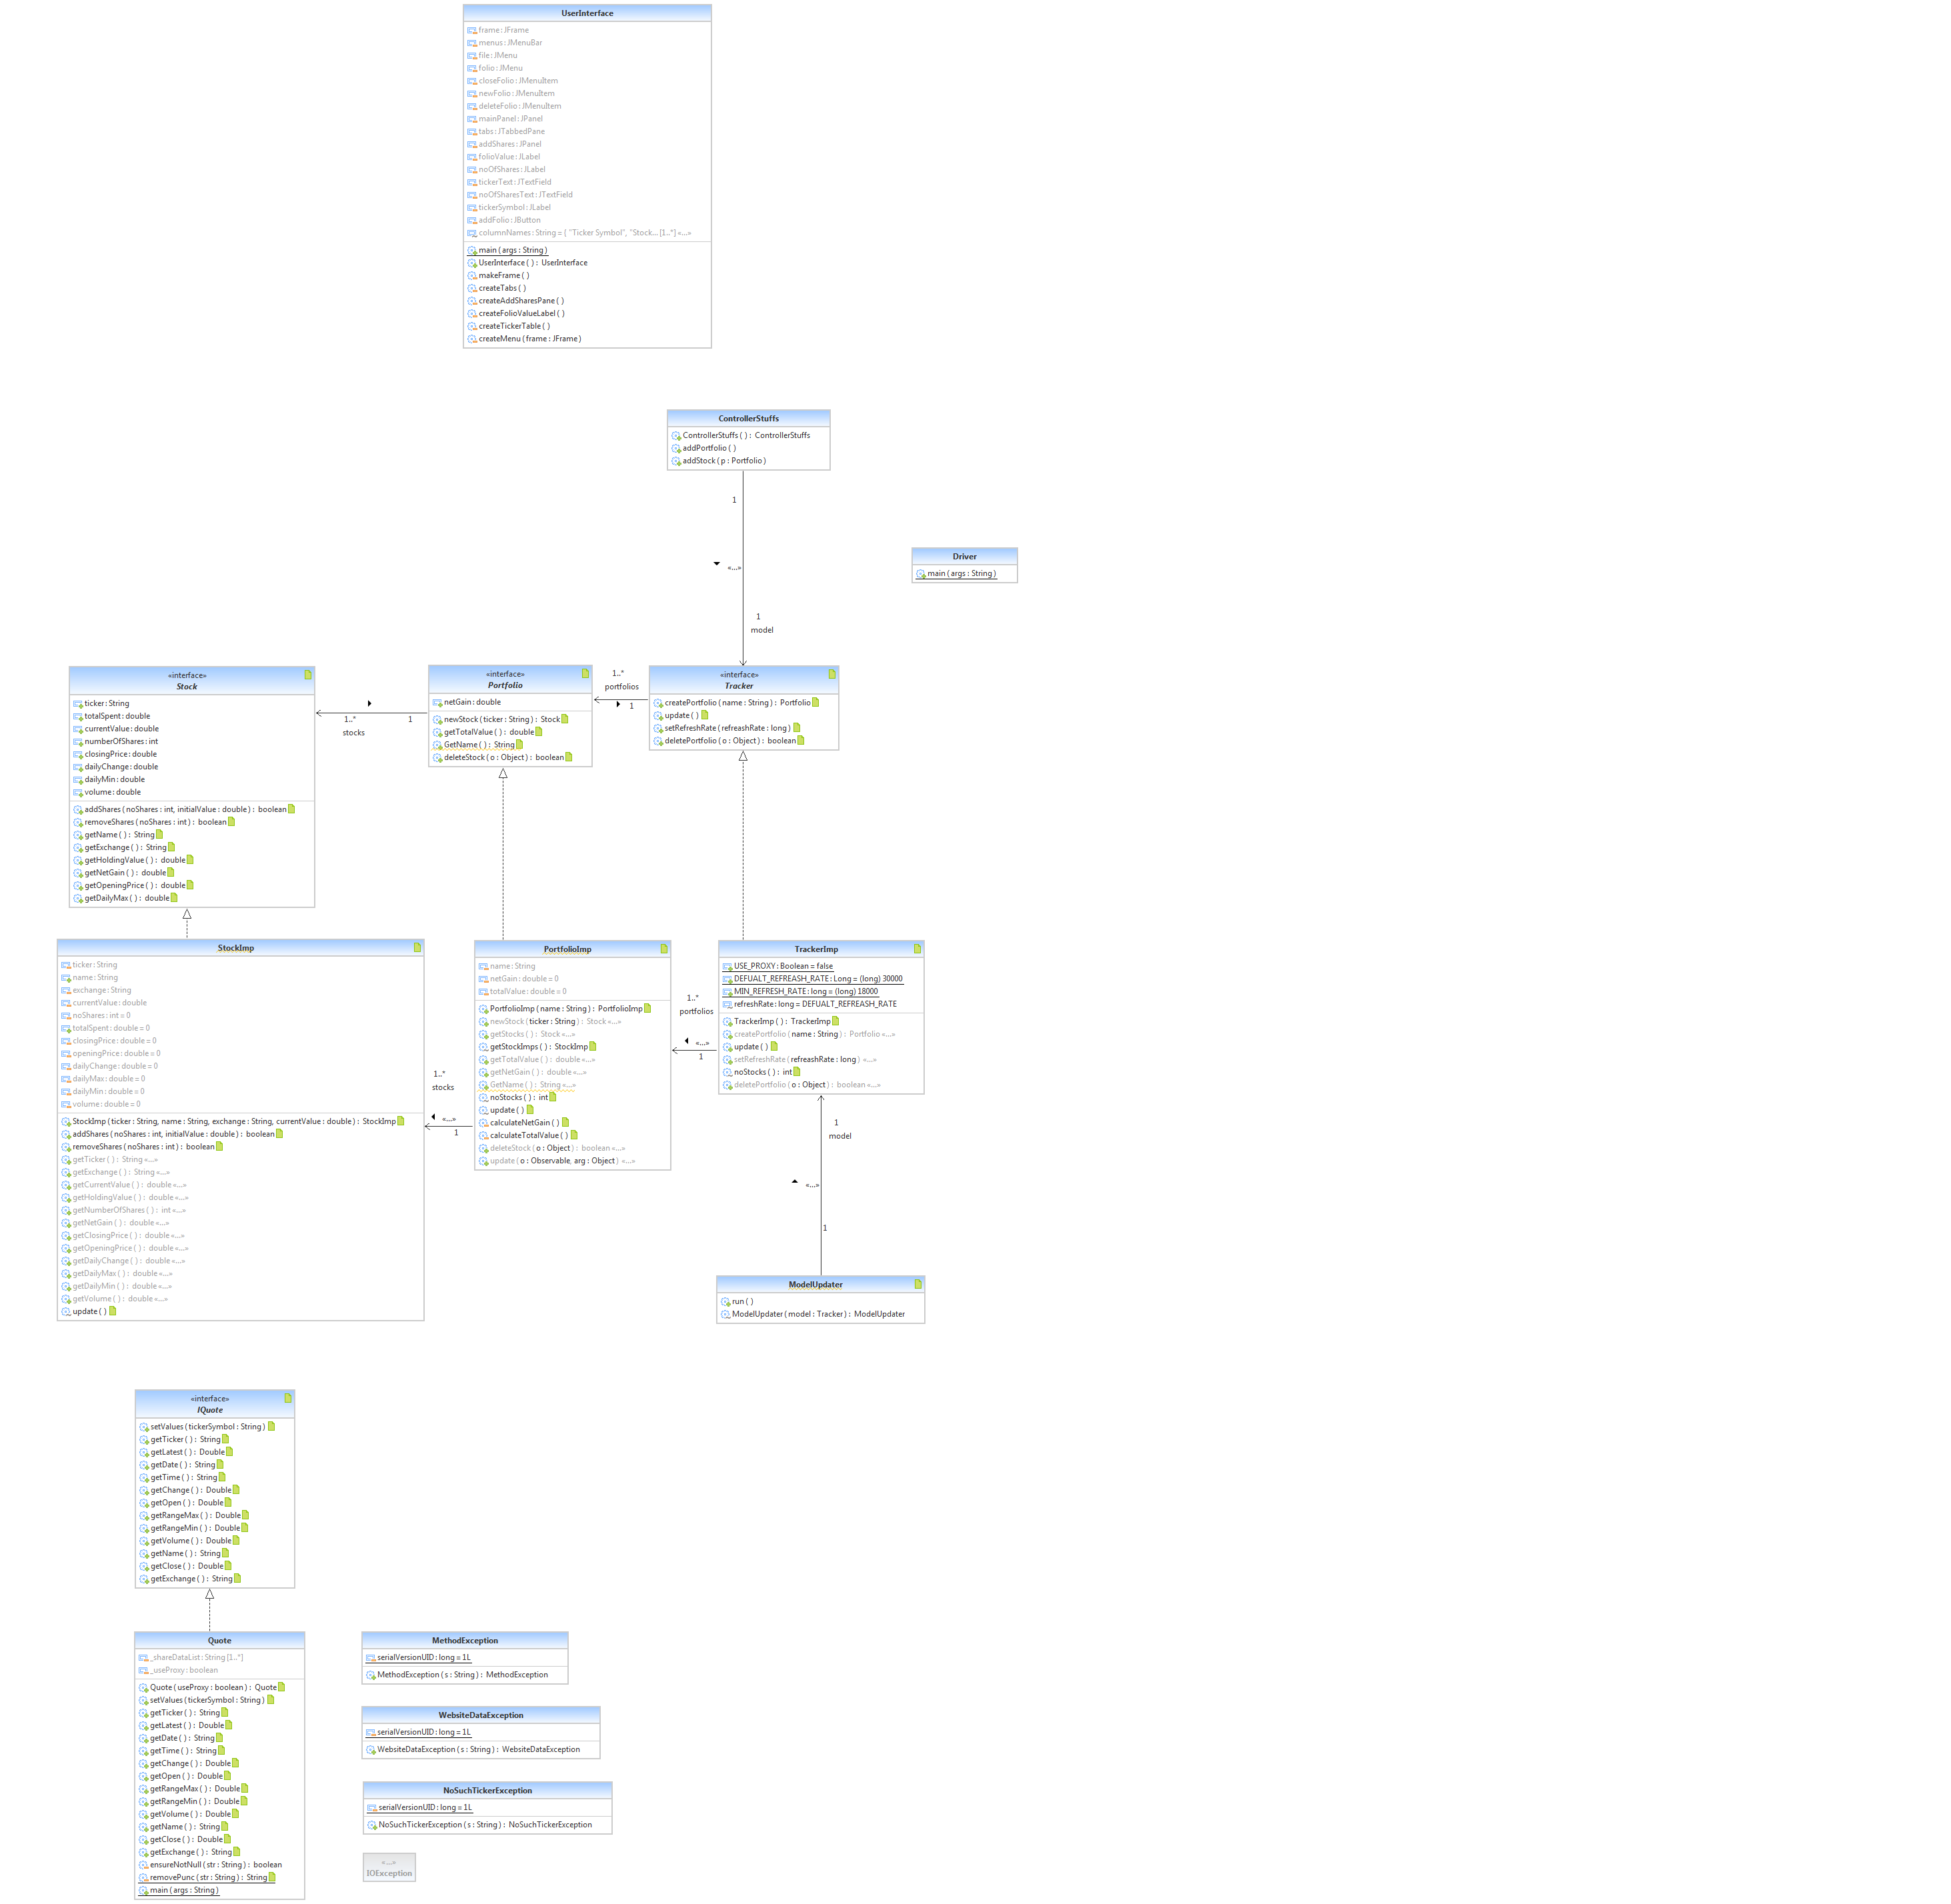 UserInterface
frame : JFrame
menus : JMenuBar
file : JMenu
folio : JMenu
closeFolio : JMenuItem
newFolio : JMenuItem
deleteFolio : JMenuItem
mainPanel : JPanel
tabs : JTabbedPane
addShares : JPanel
folioValue : JLabel
noOfShares : JLabel
tickerText : JTextField
noOfSharesText : JTextField
tickerSymbol : JLabel
addFolio : JButton
columnNames : String = { "Ticker Symbol", "Stock... [1..*] «...»
main ( args : String )
UserInterface ( ) : UserInterface
makeFrame ( )
createTabs ( )
createAddSharesPane ( )
createFolioValueLabel ( )
createTickerTable ( )
createMenu ( frame : JFrame )
ControllerStuffs
ControllerStuffs ( ) : ControllerStuffs
addPortfolio ( )
addStock ( p : Portfolio )
1
«...»
1
model
Driver
main ( args : String )
«interface»
Stock
ticker : String
totalSpent : double
currentValue : double
numberOfShares : int
closingPrice : double
dailyChange : double
dailyMin : double
volume : double
addShares ( noShares : int, initialValue : double ) : boolean
removeShares ( noShares : int ) : boolean
getName ( ) : String
getExchange ( ) : String
getHoldingValue ( ) : double
getNetGain ( ) : double
getOpeningPrice ( ) : double
getDailyMax ( ) : double
1..*
1
stocks
«interface»
Portfolio
netGain : double
newStock ( ticker : String ) : Stock
getTotalValue ( ) : double
GetName ( ) : String
deleteStock ( o : Object ) : boolean
1..*
portfolios
1
«interface»
Tracker
createPortfolio ( name : String ) : Portfolio
update ( )
setRefreshRate ( refreashRate : long )
deletePortfolio ( o : Object ) : boolean
StockImp
ticker : String
name : String
exchange : String
currentValue : double
noShares : int = 0
totalSpent : double = 0
closingPrice : double = 0
openingPrice : double = 0
dailyChange : double = 0
dailyMax : double = 0
dailyMin : double = 0
volume : double = 0
StockImp ( ticker : String, name : String, exchange : String, currentValue : double ) : StockImp
addShares ( noShares : int, initialValue : double ) : boolean
removeShares ( noShares : int ) : boolean
getTicker ( ) : String «...»
getExchange ( ) : String «...»
getCurrentValue ( ) : double «...»
getHoldingValue ( ) : double «...»
getNumberOfShares ( ) : int «...»
getNetGain ( ) : double «...»
getClosingPrice ( ) : double «...»
getOpeningPrice ( ) : double «...»
getDailyChange ( ) : double «...»
getDailyMax ( ) : double «...»
getDailyMin ( ) : double «...»
getVolume ( ) : double «...»
update ( )
1..*
stocks
«...»
1
PortfolioImp
name : String
netGain : double = 0
totalValue : double = 0
PortfolioImp ( name : String ) : PortfolioImp
newStock ( ticker : String ) : Stock «...»
getStocks ( ) : Stock «...»
getStockImps ( ) : StockImp
getTotalValue ( ) : double «...»
getNetGain ( ) : double «...»
GetName ( ) : String «...»
noStocks ( ) : int
update ( )
calculateNetGain ( )
calculateTotalValue ( )
deleteStock ( o : Object ) : boolean «...»
update ( o : Observable, arg : Object ) «...»
1..*
portfolios
«...»
1
TrackerImp
USE_PROXY : Boolean = false
DEFUALT_REFREASH_RATE : Long = (long) 30000
MIN_REFRESH_RATE : long = (long) 18000
refreshRate : long = DEFUALT_REFREASH_RATE
TrackerImp ( ) : TrackerImp
createPortfolio ( name : String ) : Portfolio «...»
update ( )
setRefreshRate ( refreashRate : long ) «...»
noStocks ( ) : int
deletePortfolio ( o : Object ) : boolean «...»
1
model
«...»
1
ModelUpdater
run ( )
ModelUpdater ( model : Tracker ) : ModelUpdater
«interface»
IQuote
setValues ( tickerSymbol : String )
getTicker ( ) : String
getLatest ( ) : Double
getDate ( ) : String
getTime ( ) : String
getChange ( ) : Double
getOpen ( ) : Double
getRangeMax ( ) : Double
getRangeMin ( ) : Double
getVolume ( ) : Double
getName ( ) : String
getClose ( ) : Double
getExchange ( ) : String
Quote
_shareDataList : String [1..*]
_useProxy : boolean
Quote ( useProxy : boolean ) : Quote
setValues ( tickerSymbol : String )
getTicker ( ) : String
getLatest ( ) : Double
getDate ( ) : String
getTime ( ) : String
getChange ( ) : Double
getOpen ( ) : Double
getRangeMax ( ) : Double
getRangeMin ( ) : Double
getVolume ( ) : Double
getName ( ) : String
getClose ( ) : Double
getExchange ( ) : String
ensureNotNull ( str : String ) : boolean
removePunc ( str : String ) : String
main ( args : String )
MethodException
serialVersionUID : long = 1L
MethodException ( s : String ) : MethodException
WebsiteDataException
serialVersionUID : long = 1L
WebsiteDataException ( s : String ) : WebsiteDataException
NoSuchTickerException
serialVersionUID : long = 1L
NoSuchTickerException ( s : String ) : NoSuchTickerException
«...»
IOException